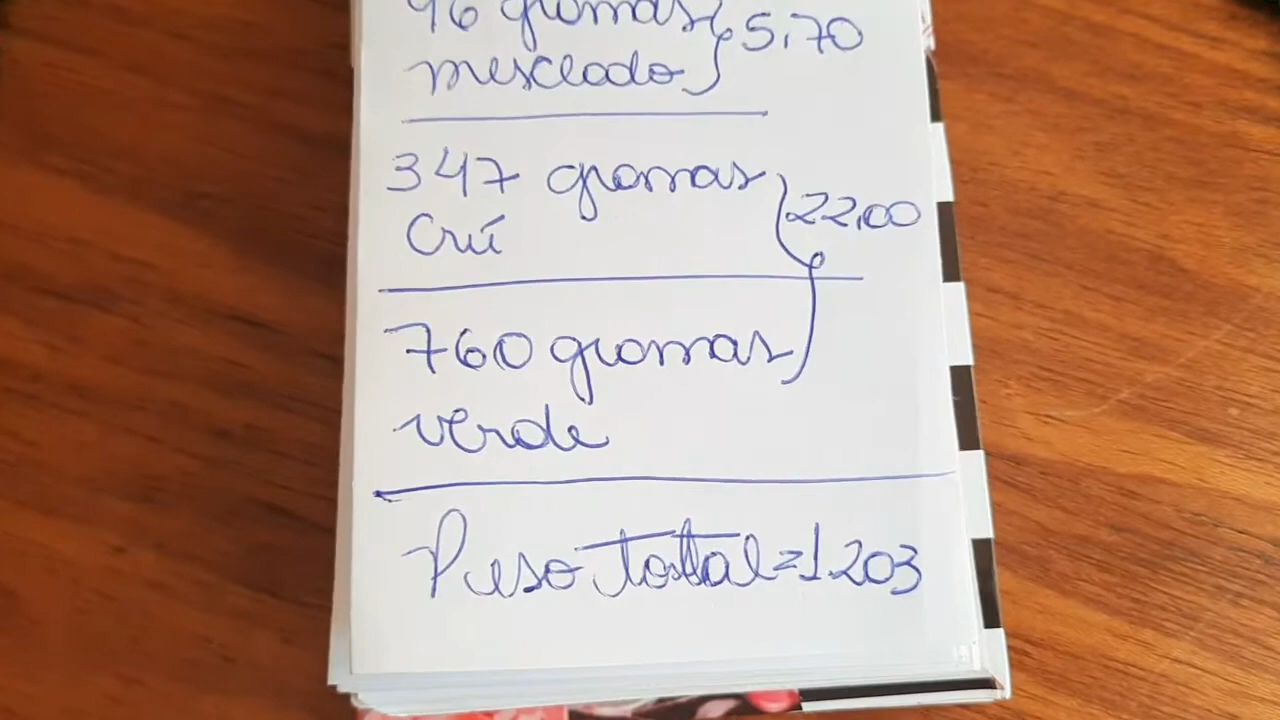 96 gramas 5,70
mesclado
347 gramas 22,00
Crú
760 gramas
verde
Peso Total = 1.203